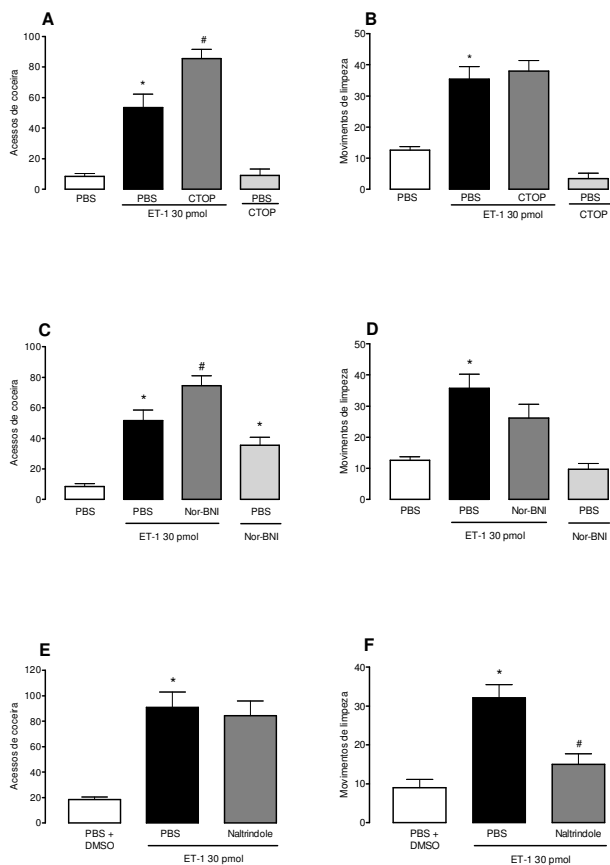 A
Acessos de coceira
100
80
60
40
20
0
*
#
PBS
PBS
CTOP
PBS
ET-1 30 pmol
CTOP
B
Movimentos de limpeza
50
40
30
20
10
0
*
PBS
PBS
CTOP
PBS
ET-1 30 pmol
CTOP
C
Acessos de coceira
100
80
60
40
20
0
*
#
*
PBS
PBS
Nor-BNI
PBS
ET-1 30 pmol
Nor-BNI
D
Movimentos de limpeza
50
40
30
20
10
0
*
PBS
PBS
Nor-BNI
PBS
ET-1 30 pmol
Nor-BNI
E
Acessos de coceira
120
100
80
60
40
20
0
*
PBS +
DMSO
PBS
Naltrindole
ET-1 30 pmol
F
Movimentos de limpeza
40
30
20
10
0
*
#
PBS +
DMSO
PBS
Naltrindole
ET-1 30 pmol